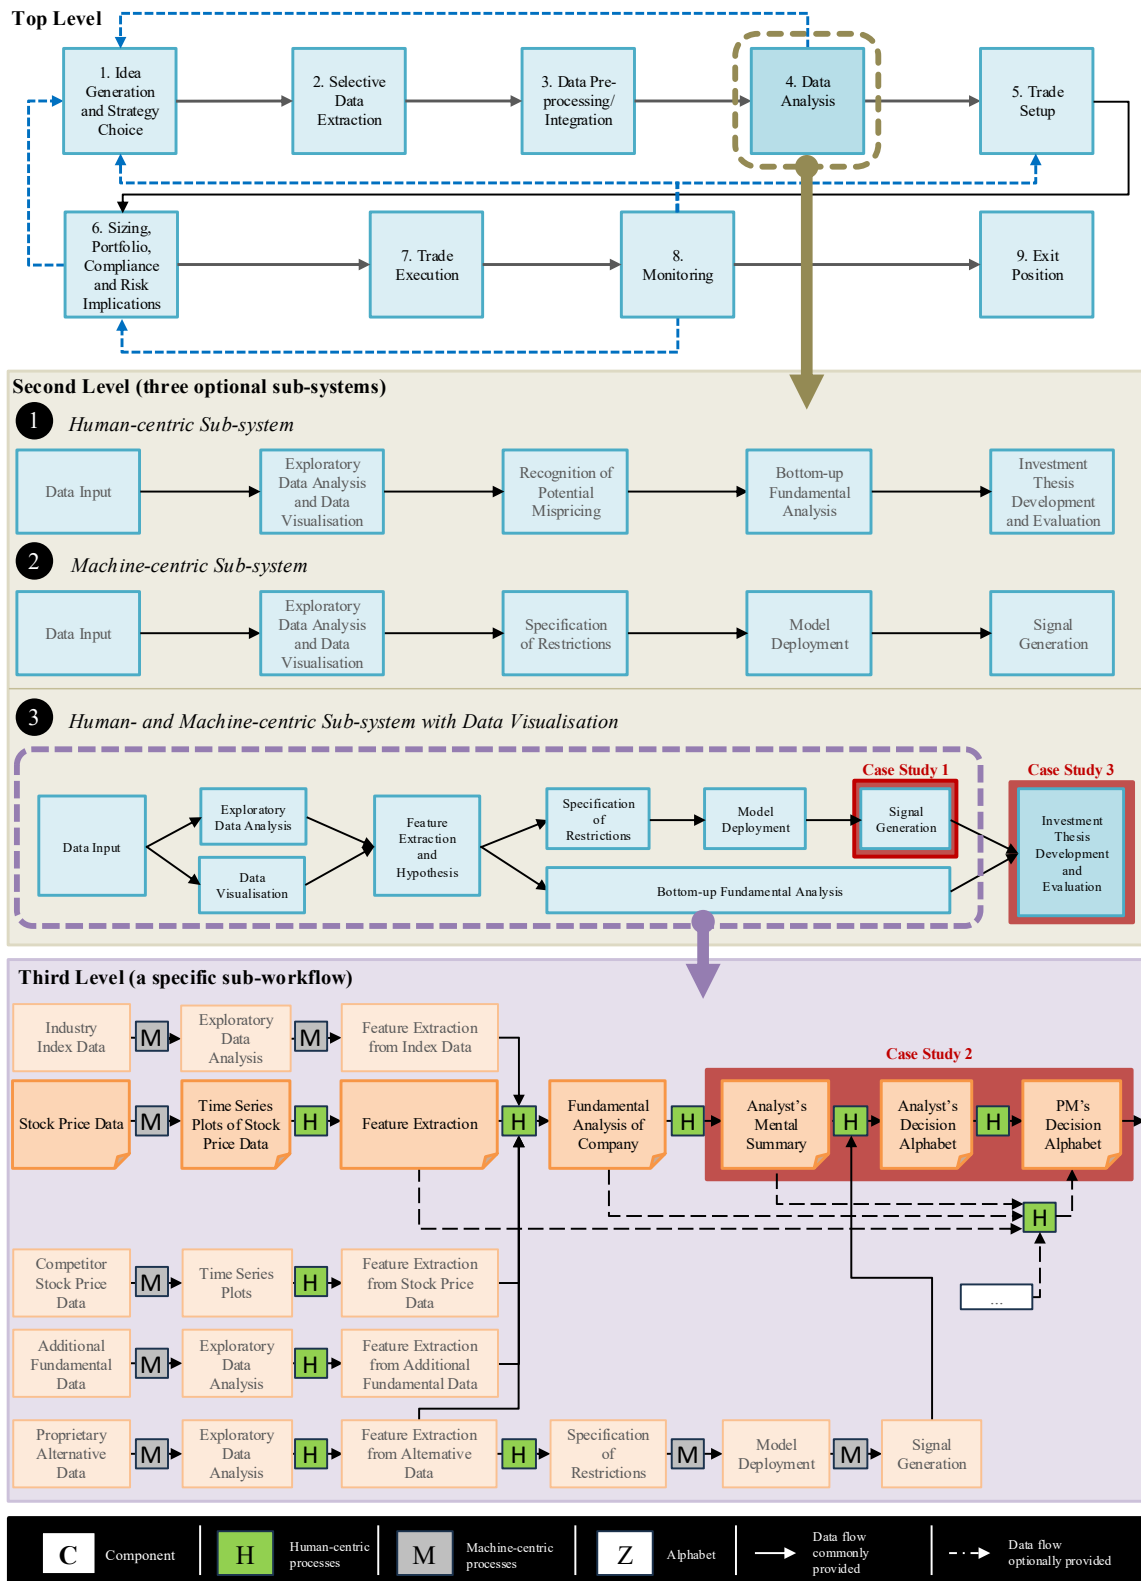 Top Level
1. Idea
Generation
and Strategy
Choice
2. Selective
Data
Extraction
3. Data Pre-
processing/
Integration
4. Data
Analysis
5. Trade
Setup
6. Sizing,
Portfolio,
Compliance
and Risk
Implications
7. Trade
Execution
8.
Monitoring
9. Exit
Position
Second Level (three optional sub-systems)
1 Human-centric Sub-system
Data Input
Exploratory
Data Analysis
and Data
Visualisation
Recognition of
Potential
Mispricing
Bottom-up
Fundamental
Analysis
Investment
Thesis
Development
and Evaluation
2 Machine-centric Sub-system
Data Input
Exploratory
Data Analysis
and Data
Visualisation
Specification
of Restrictions
Model
Deployment
Signal
Generation
3 Human- and Machine-centric Sub-system with Data Visualisation
Data Input
Exploratory
Data Analysis
Data
Visualisation
Feature
Extraction
and
Hypothesis
Specification
of
Restrictions
Model
Deployment
Case Study 1
Signal
Generation
Bottom-up Fundamental Analysis
Case Study 3
Investment
Thesis
Development
and
Evaluation
Third Level (a specific sub-workflow)
Industry
Index Data
M
Exploratory
Data
Analysis
M
Feature Extraction
from Index Data
Case Study 2
Stock Price Data
M
Time Series
Plots of Stock
Price Data
H
Feature Extraction
H
Fundamental
Analysis of
Company
H
Analyst's
Mental
Summary
H
Analyst's
Decision
Alphabet
H
PM's
Decision
Alphabet
H
...
Competitor
Stock Price
Data
M
Time Series
Plots
H
Feature Extraction
from Stock Price
Data
Additional
Fundamental
Data
M
Exploratory
Data
Analysis
H
Feature Extraction
from Additional
Fundamental Data
Proprietary
Alternative
Data
M
Exploratory
Data
Analysis
H
Feature Extraction
from Alternative
Data
H
Specification
of
Restrictions
M
Model
Deployment
M
Signal
Generation
C Component
H Human-centric
processes
M Machine-centric
processes
Z Alphabet
Data flow
commonly
provided
Data flow
optionally provided